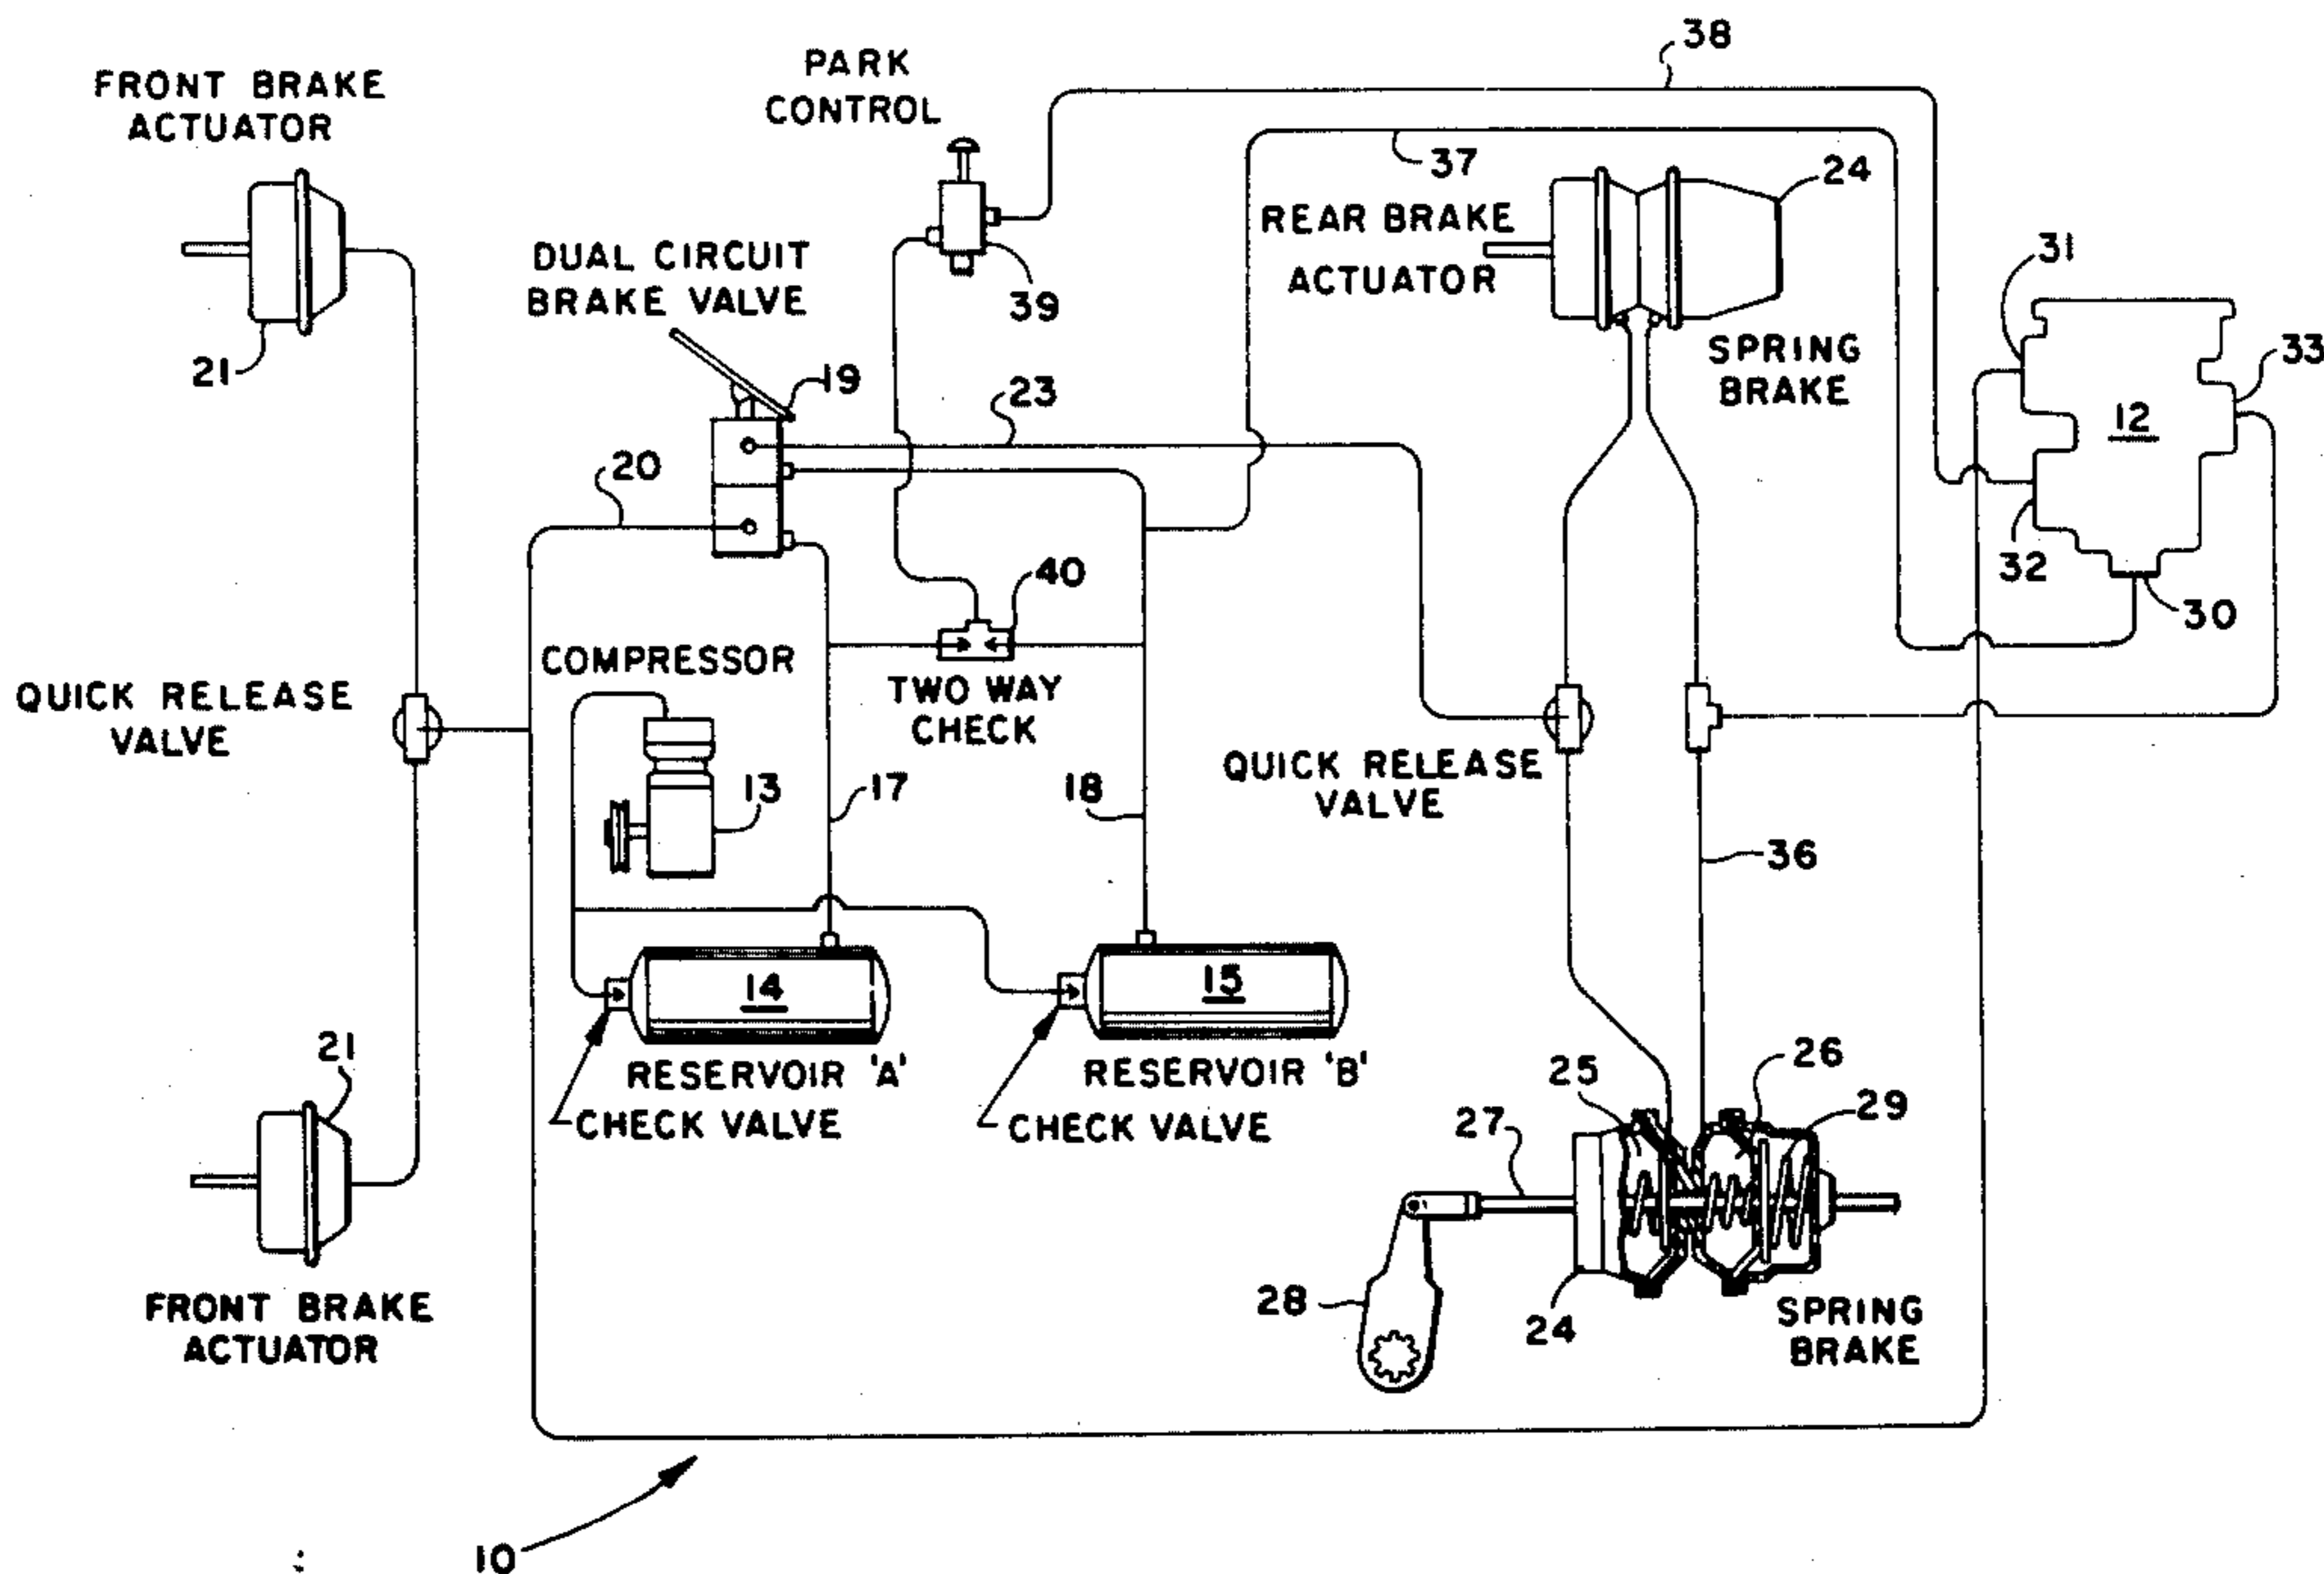 38
PARK
CONTROL
FRONT BRAKE
ACTUATOR
37
24
REAR BRAKE
ACTUATOR
DUAL CIRCUIT
BRAKE VALVE
39
31
33
SPRING
BRAKE
21
19
23
12
20
32
40
30
COMPRESSOR
TWO WAY
CHECK
QUICK RELEASE
VALVE
QUICK RELEASE
VALVE
13
17
18
36
14
15
RESERVOIR 'A'
RESERVOIR 'B'
CHECK VALVE
CHECK VALVE
21
25
26
29
27
28
24
SPRING
BRAKE
FRONT BRAKE
ACTUATOR
10